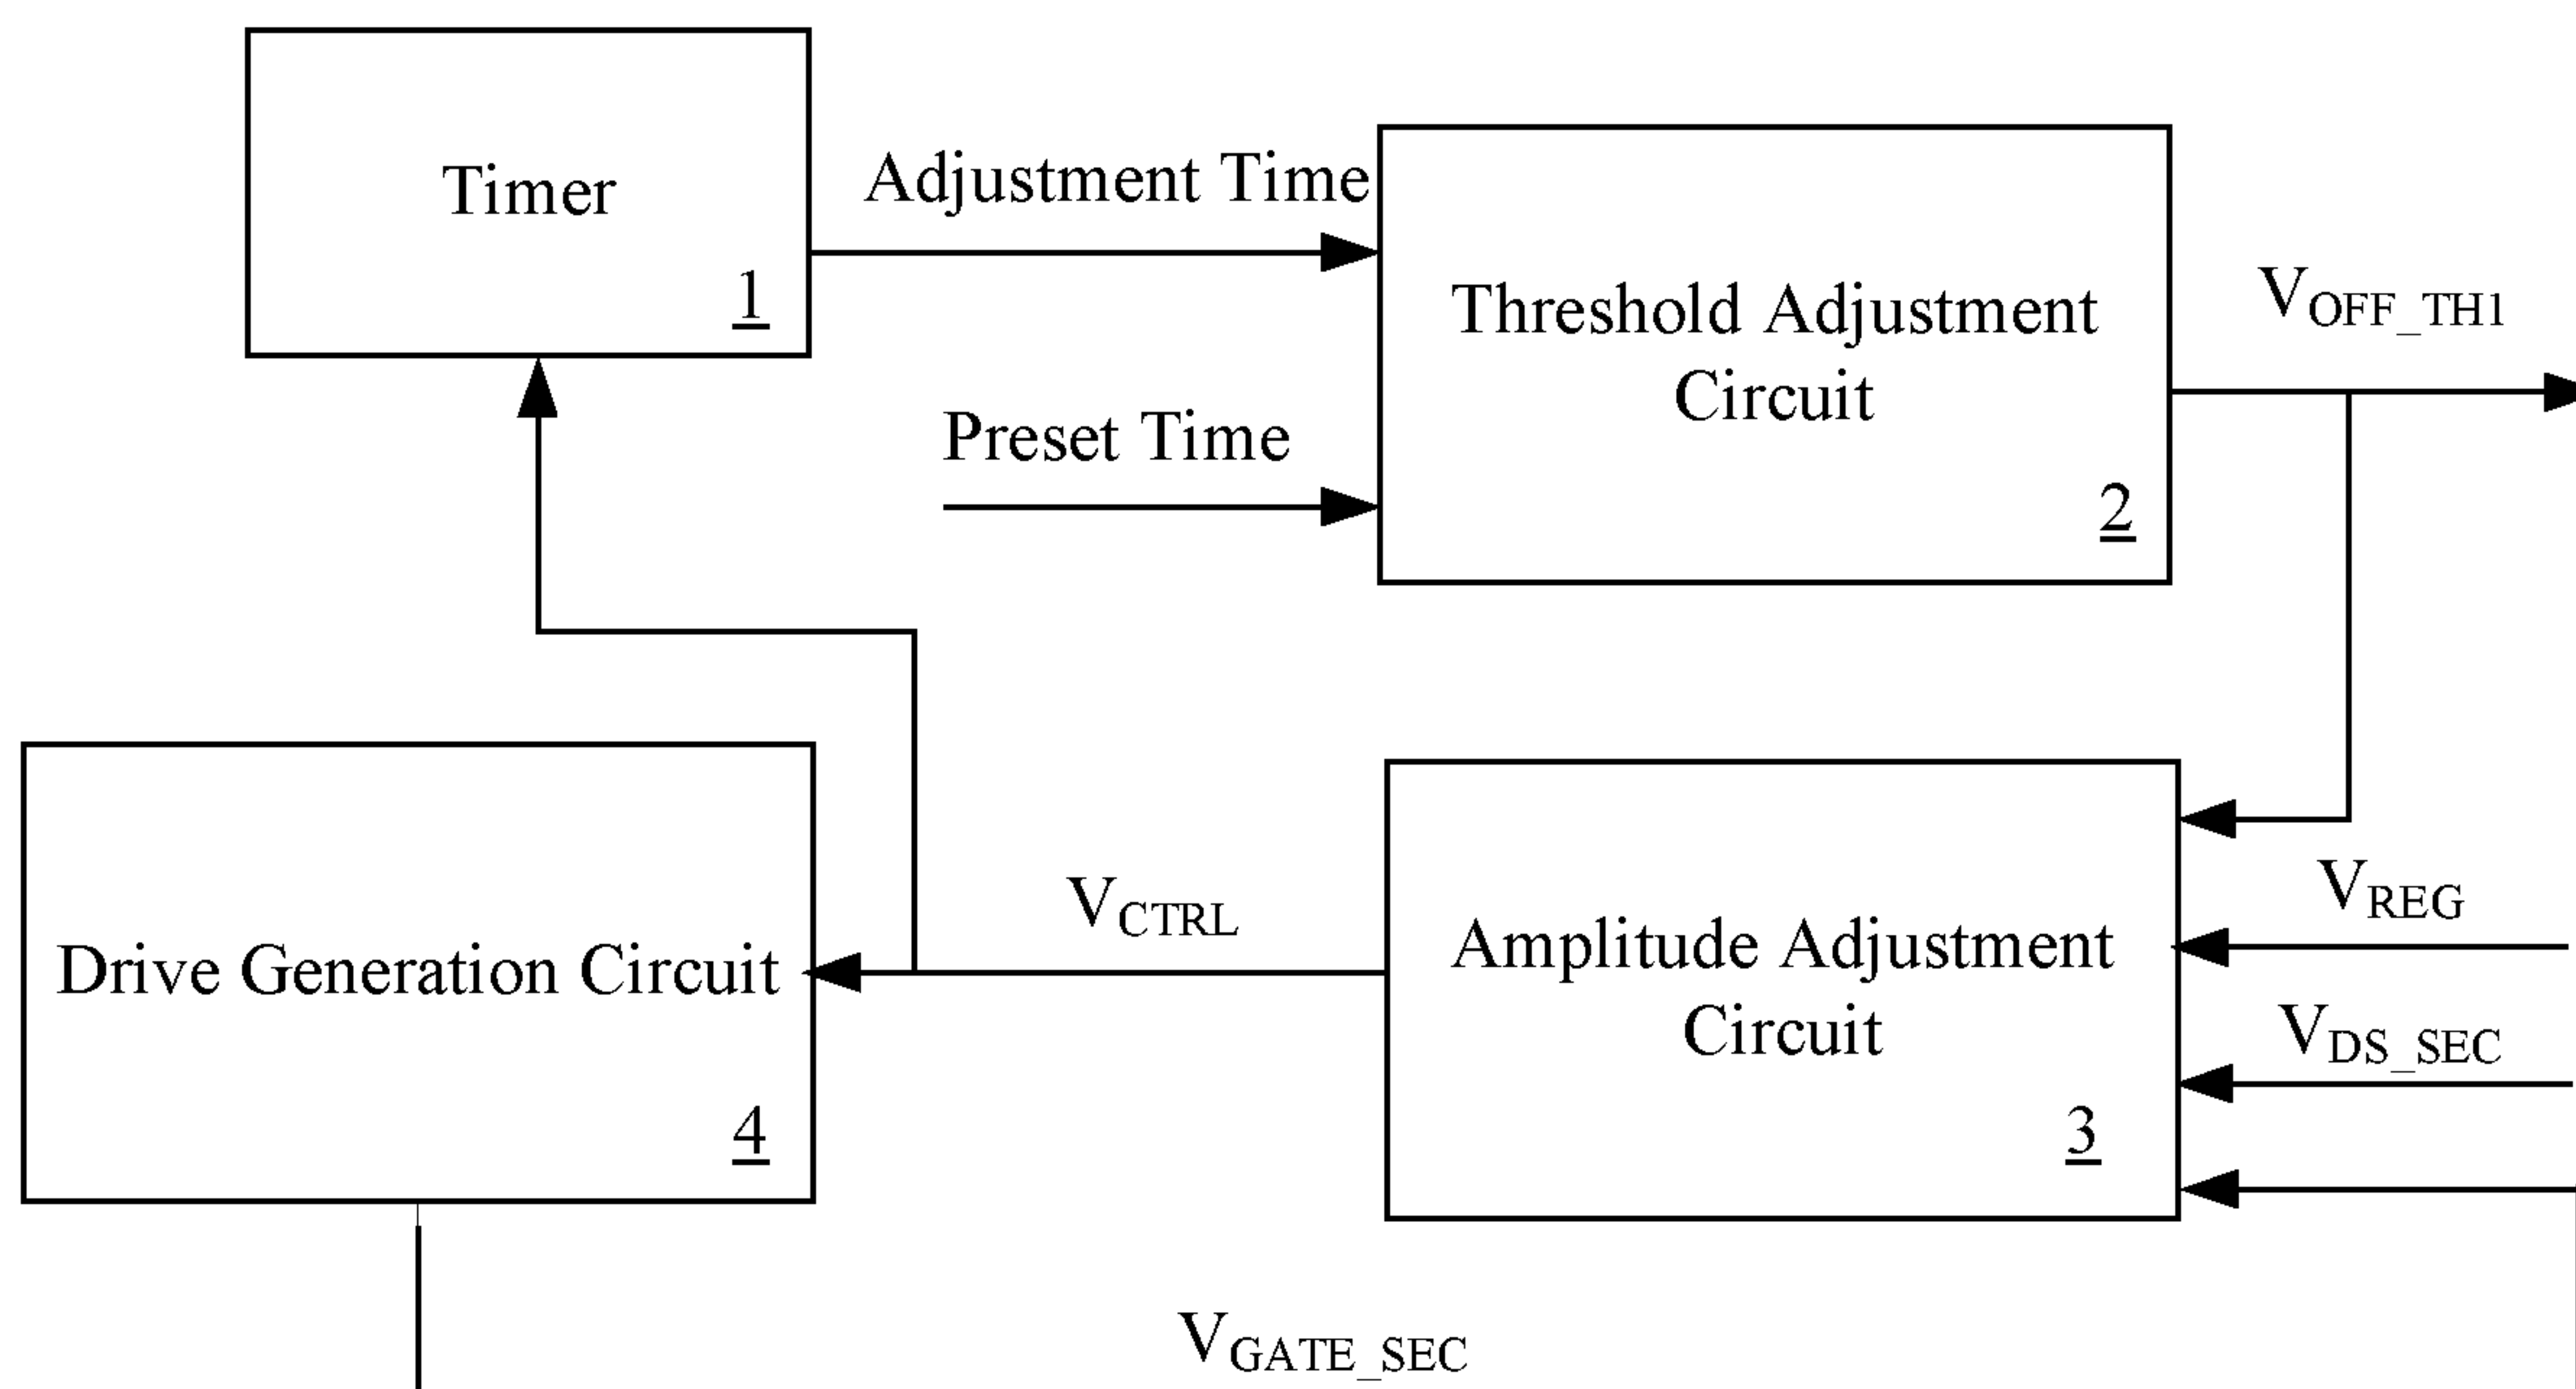 Timer
1
Adjustment Time
Preset Time
Threshold Adjustment
Circuit
2
VOFF_TH1
Drive Generation Circuit
4
VCTRL
Amplitude Adjustment
Circuit
3
VREG
VDS_SEC
VGATE_SEC